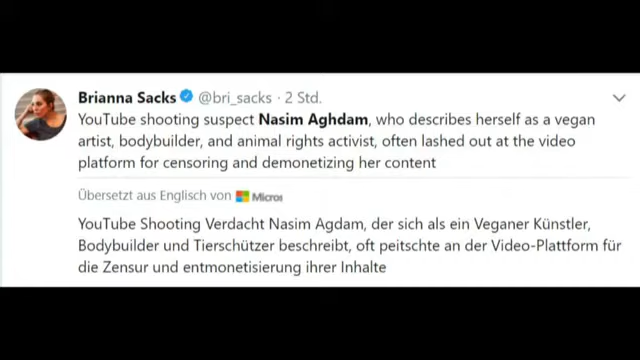 Brianna Sacks @bri_sacks · 2 Std.
YouTube shooting suspect Nasim Aghdam, who describes herself as a vegan
artist, bodybuilder, and animal rights activist, often lashed out at the video
platform for censoring and demonetizing her content
Übersetzt aus Englisch von Micros
YouTube Shooting Verdacht Nasim Agdam, der sich als ein Veganer Künstler,
Bodybuilder und Tierschützer beschreibt, oft peitschte an der Video-Plattform für
die Zensur und entmonetisierung ihrer Inhalte